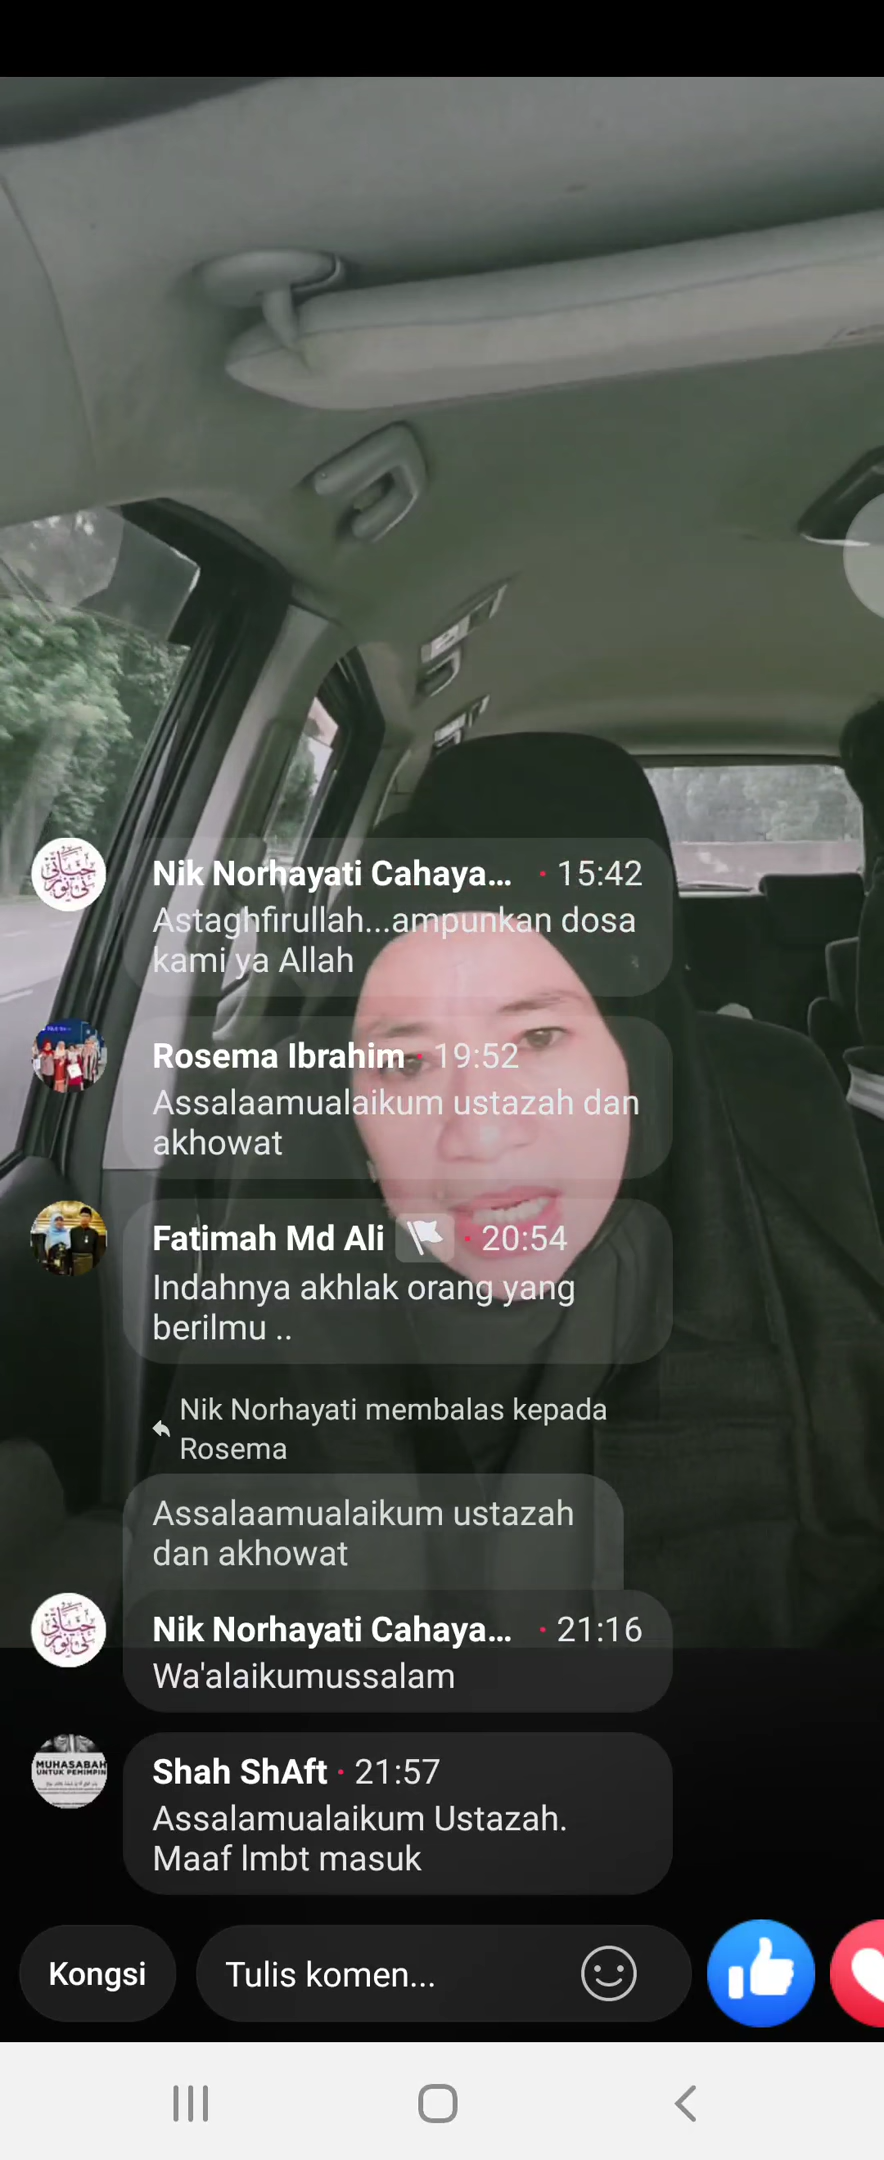 Nik Norhayati Cahaya... · 15:42
Astaghfirullah...ampunkan dosa
kami ya Allah
Rosema Ibrahim · 19:52
Assalaamualaikum ustazah dan
akhowat
Fatimah Md Ali · 20:54
Indahnya akhlak orang yang
berilmu ..
Nik Norhayati membalas kepada
Rosema
Assalaamualaikum ustazah
dan akhowat
Nik Norhayati Cahaya... · 21:16
Wa'alaikumussalam
MUHASABAH
UNTUK PEMIMPIN
Shah ShAft · 21:57
Assalamualaikum Ustazah.
Maaf lmbt masuk
Kongsi
Tulis komen...